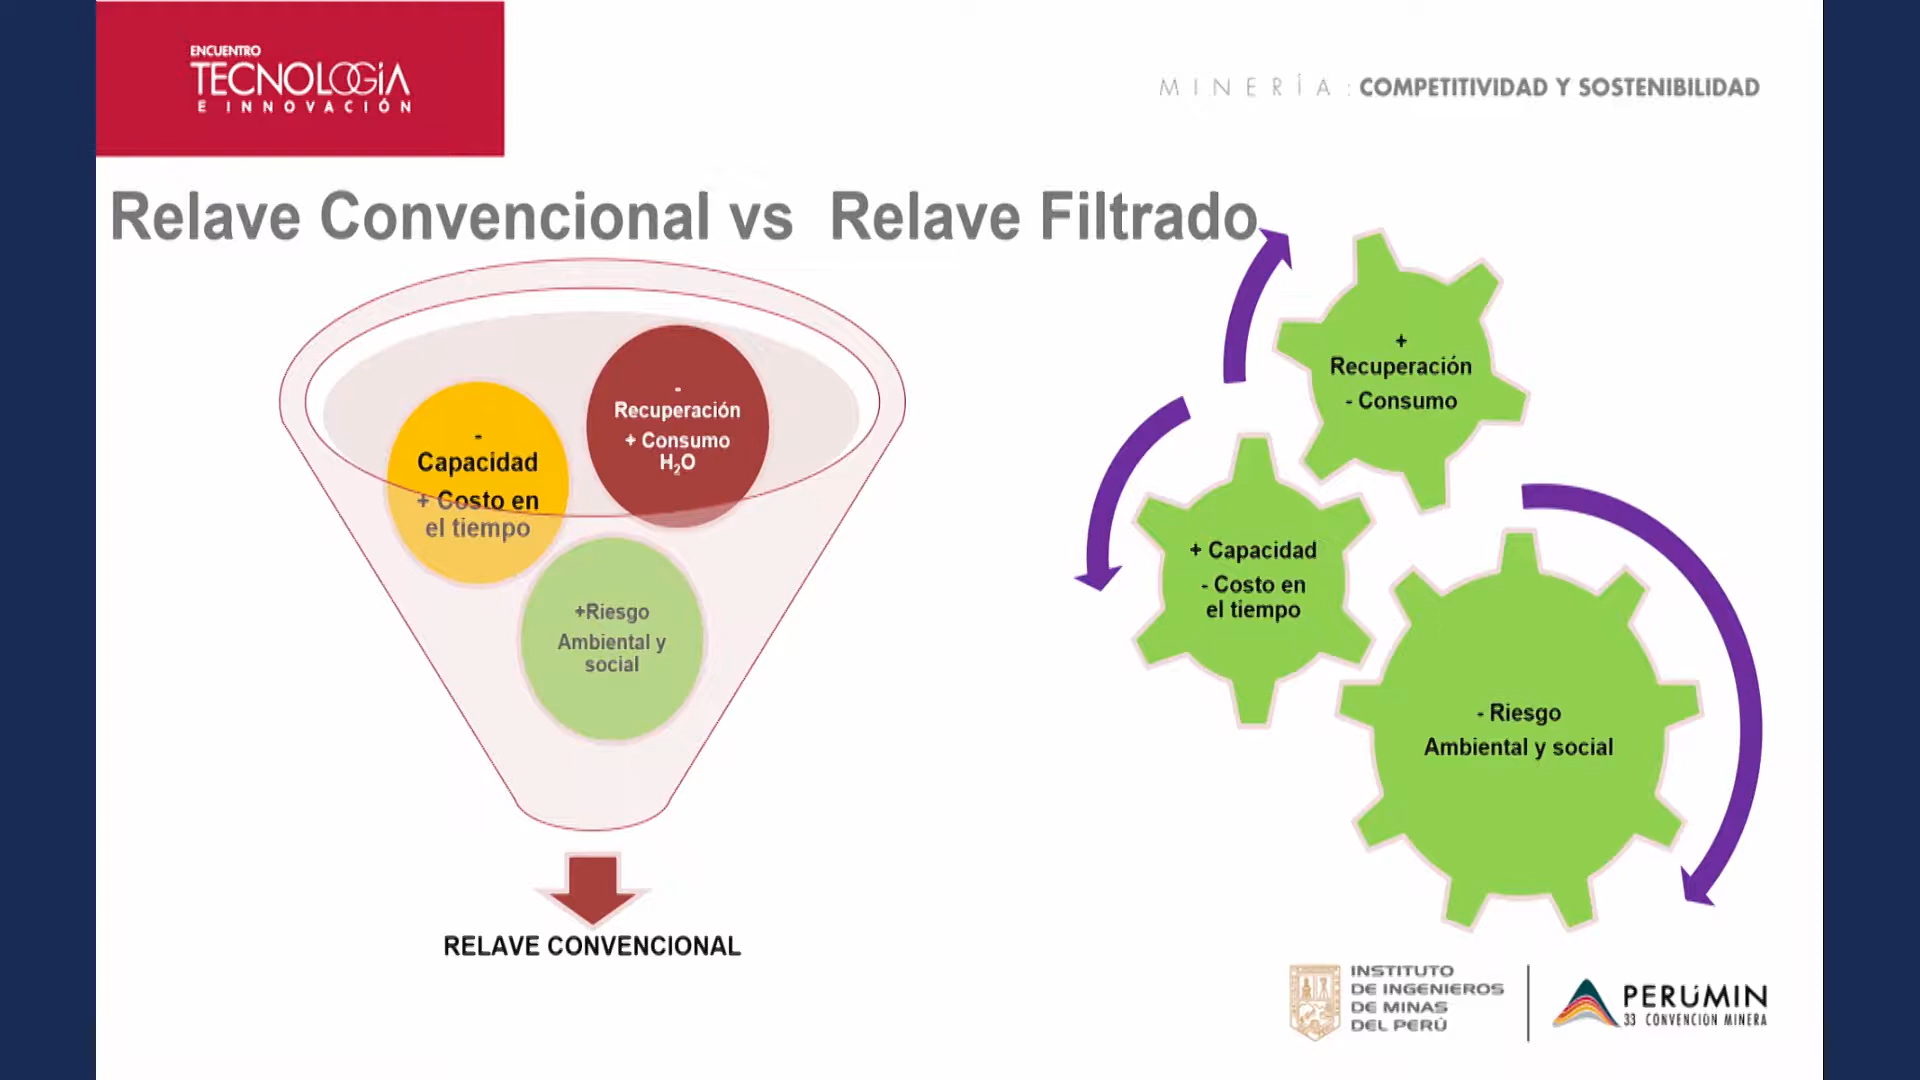 ENCUENTRO
TECNOLOGÍA
E INNOVACIÓN
MINERÍA: COMPETITIVIDAD Y SOSTENIBILIDAD
Relave Convencional vs Relave Filtrado
-
Recuperación
+ Consumo
H₂O
-
Capacidad
+ Costo en
el tiempo
+Riesgo
Ambiental y
social
RELAVE CONVENCIONAL
+
Recuperación
- Consumo
+ Capacidad
- Costo en
el tiempo
- Riesgo
Ambiental y social
INSTITUTO
DE INGENIEROS
DE MINAS
DEL PERÚ
PERÚMIN
33 CONVENCIÓN MINERA